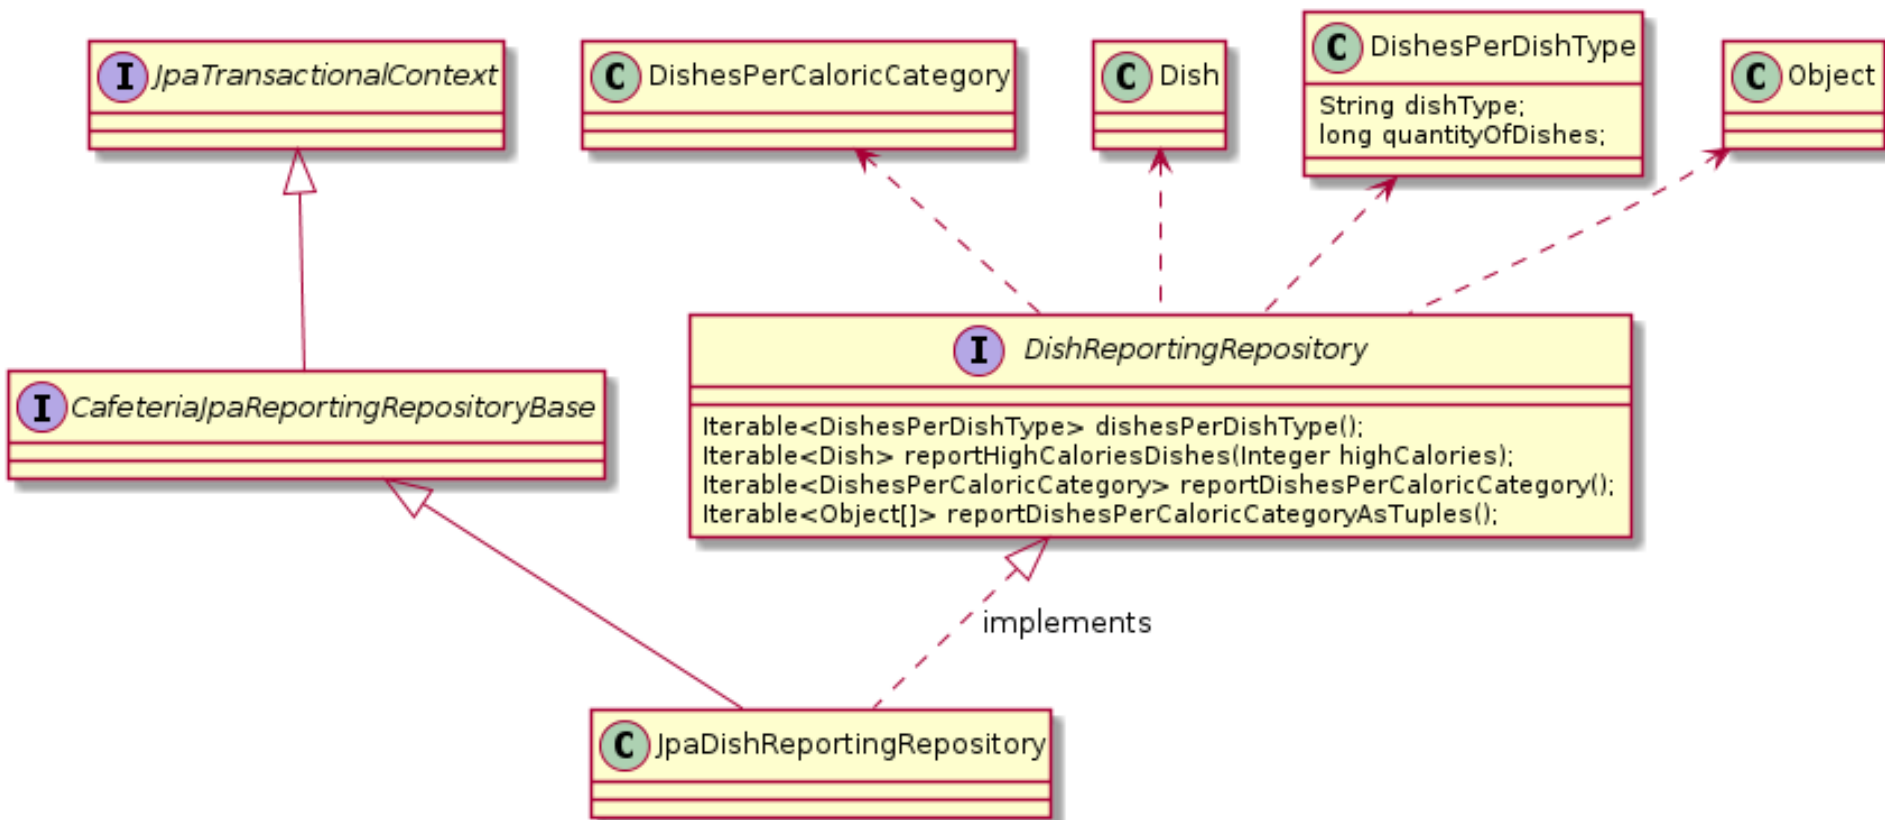 I JpaTransactionalContext
C DishesPerCaloricCategory
C Dish
C DishesPerDishType
String dishType;
long quantityOfDishes;
C Object
I CafeteriaJpaReportingRepositoryBase
I DishReportingRepository
Iterable<DishesPerDishType> dishesPerDishType();
Iterable<Dish> reportHighCaloriesDishes(Integer highCalories);
Iterable<DishesPerCaloricCategory> reportDishesPerCaloricCategory();
Iterable<Object[]> reportDishesPerCaloricCategoryAsTuples();
implements
C JpaDishReportingRepository